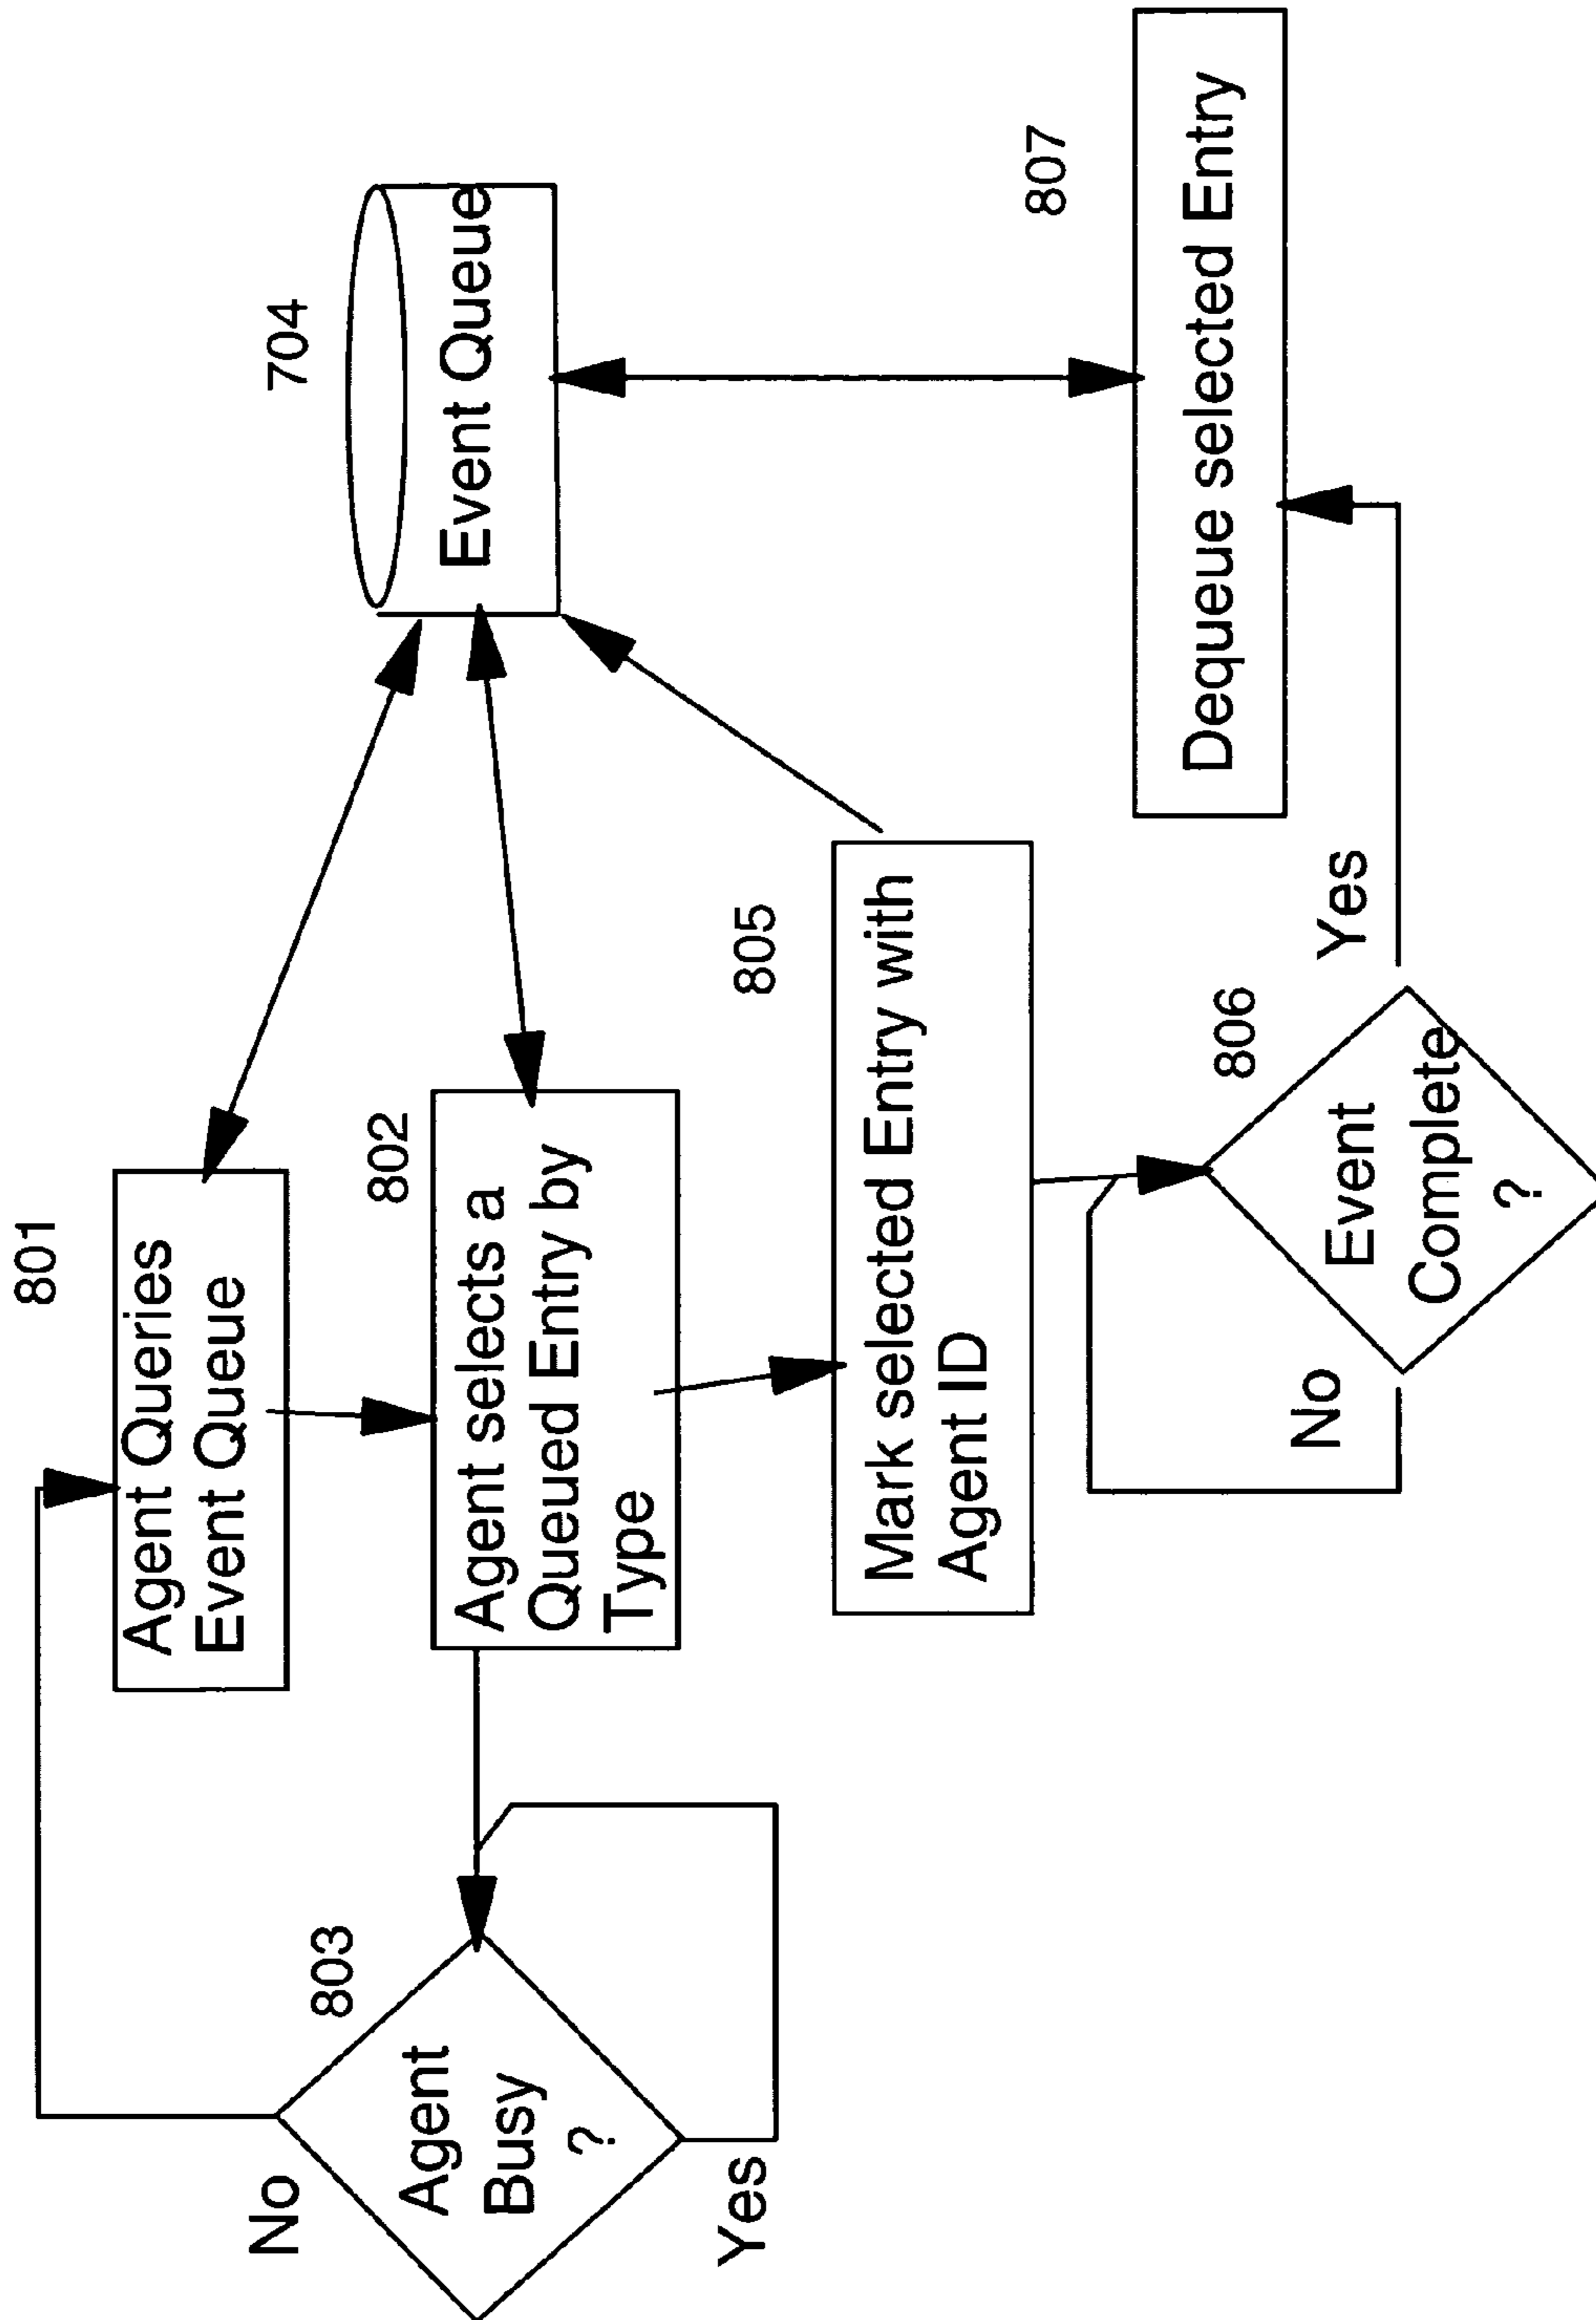 801
Agent Queries
Event Queue
704
Event Queue
802
Agent selects a
Queued Entry by
Type
No
803
Agent
Busy
?
Yes
805
Mark selected Entry with
Agent ID
807
Dequeue selected Entry
806
Event
Complete
?
No
Yes